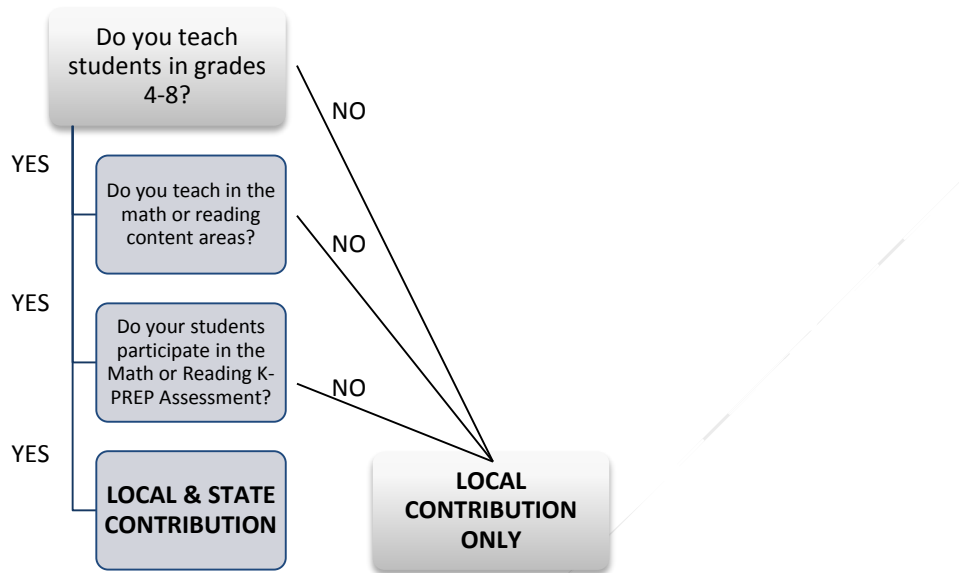 Do you teach
students in grades
4-8?
NO
YES
Do you teach in the
math or reading
content areas?
NO
YES
Do your students
participate in the
Math or Reading K-
PREP Assessment?
NO
YES
LOCAL & STATE
CONTRIBUTION
LOCAL
CONTRIBUTION
ONLY